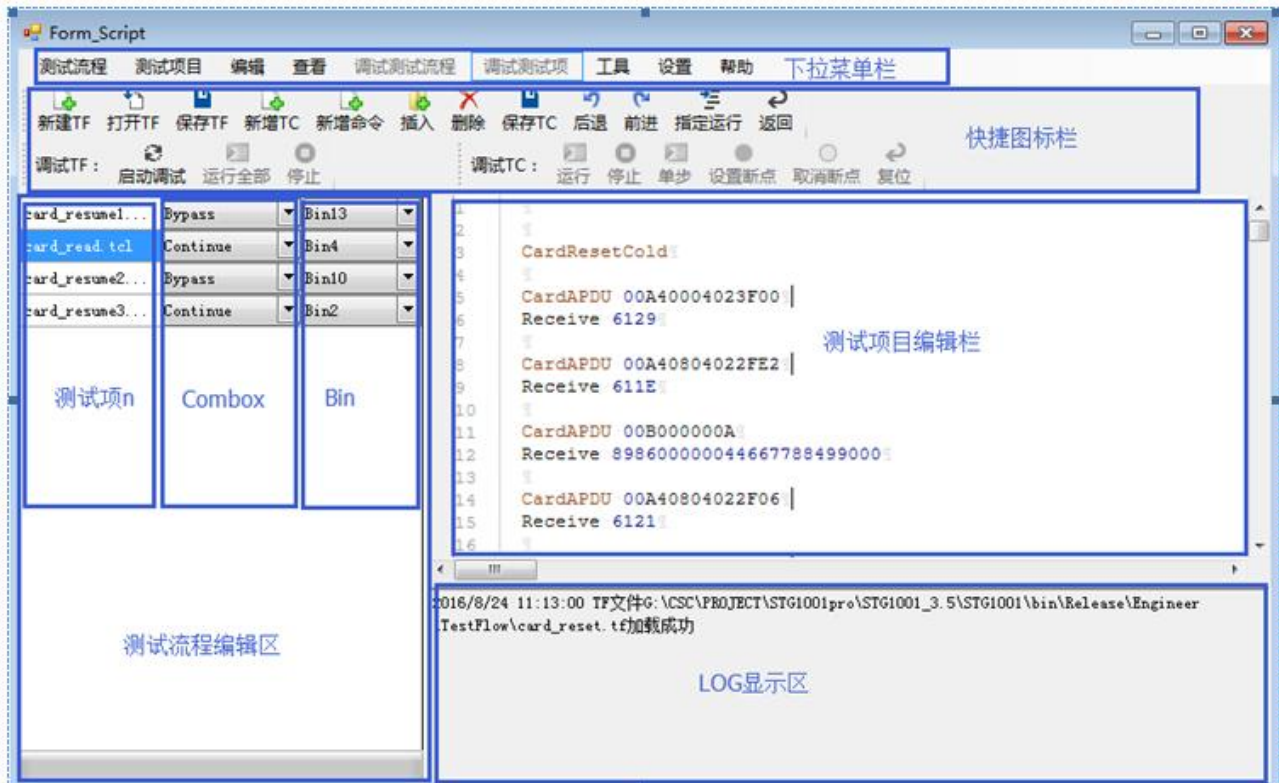 Form_Script
测试流程 测试项目 编辑 查看 调试测试流程 调试测试项 工具 设置 帮助 下拉菜单栏
新建TF 打开TF 保存TF 新增TC 新增命令 插入 删除 保存TC 后退 前进 指定运行 返回
快捷图标栏
调试TF： 启动调试 运行全部 停止 调试TC： 运行 停止 单步 设置断点 取消断点 复位
card_resume1... Bypass Bin13
card_read.tcl Continue Bin4
card_resume2... Bypass Bin10
card_resume3... Continue Bin2
测试项n Combox Bin
测试流程编辑区
1
2
3 CardResetCold
4
5 CardAPDU 00A40004023F00
6 Receive 6129
7
8 CardAPDU 00A40804022FE2
9 Receive 611E
10
11 CardAPDU 00B000000A
12 Receive 898600000044667788499000
13
14 CardAPDU 00A40804022F06
15 Receive 6121
16
测试项目编辑栏
2016/8/24 11:13:00 TF文件G:\CSC\PROJECT\STG1001pro\STG1001_3.5\STG1001\bin\Release\Engineer
.TestFlow\card_reset.tf加载成功
LOG显示区